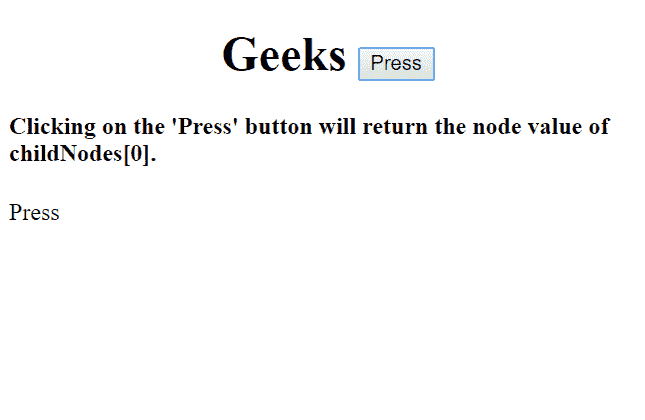 Geeks Press
Clicking on the 'Press' button will return the node value of
childNodes[0].
Press